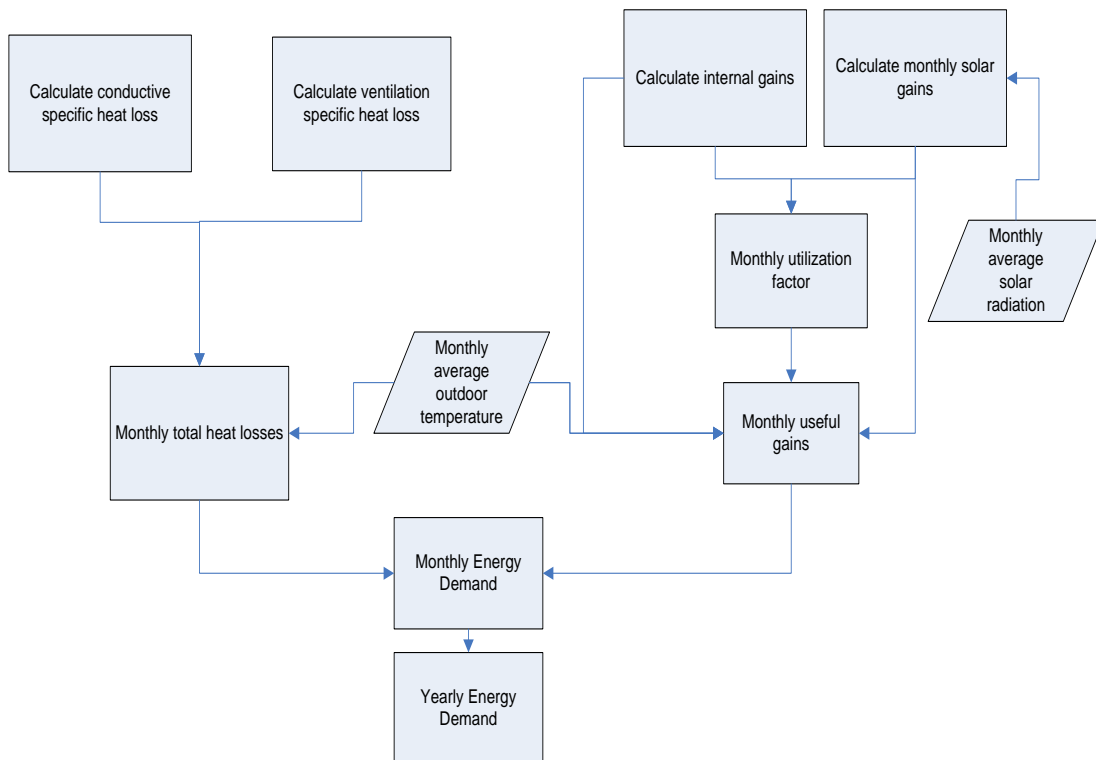 Calculate conductive
specific heat loss
Calculate ventilation
specific heat loss
Calculate internal gains
Calculate monthly solar
gains
Monthly utilization
factor
Monthly
average
solar
radiation
Monthly
average
outdoor
temperature
Monthly total heat losses
Monthly useful
gains
Monthly Energy
Demand
Yearly Energy
Demand